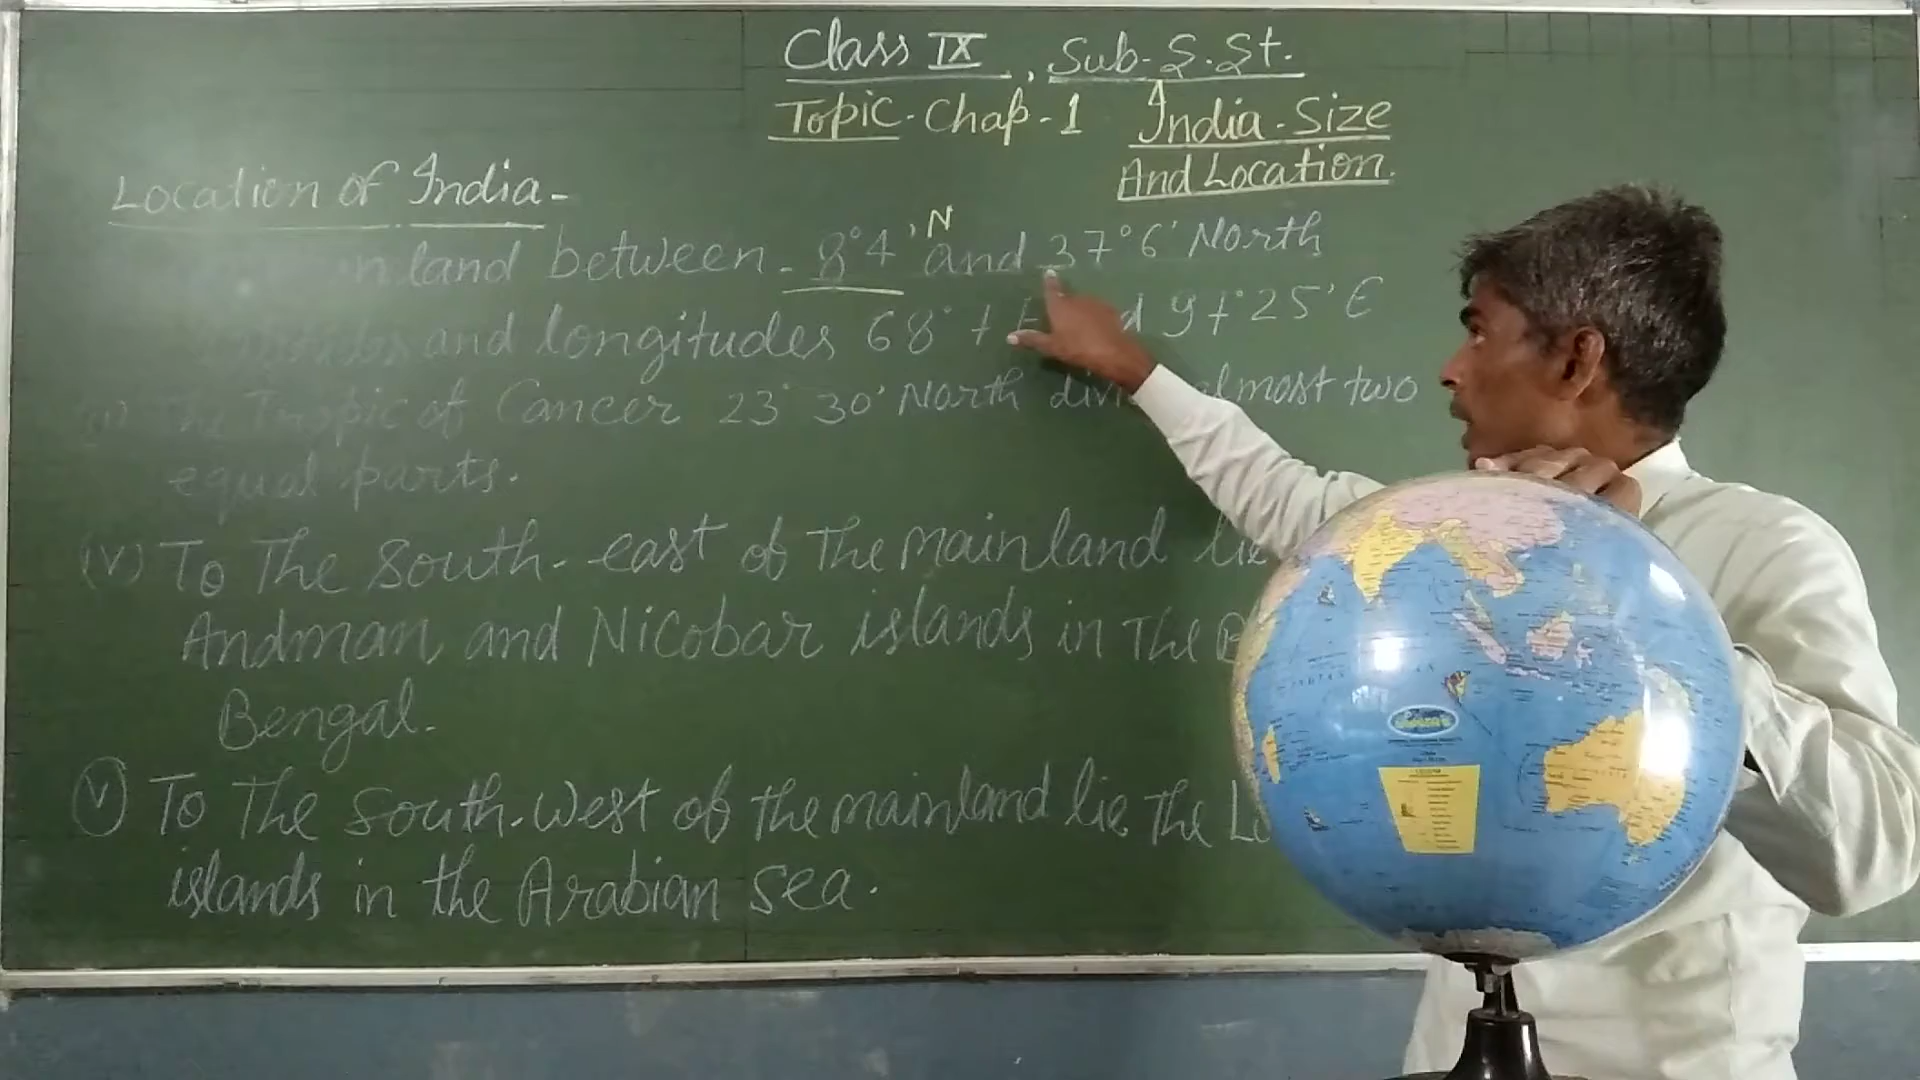 Class IX, Sub-S.St.
Topic-Chap-1 India-Size
And Location.
Location of India-
land between-8°4'N and 37°6' North
and longitudes 68°7 97°25'E
The Tropic of Cancer 23°30' North almost two
equal parts.
(iV) To The South-east of The mainland lie
Andman and Nicobar islands in The B
Bengal.
(V) To The South-West of the mainland lie The
islands in the Arabian Sea.